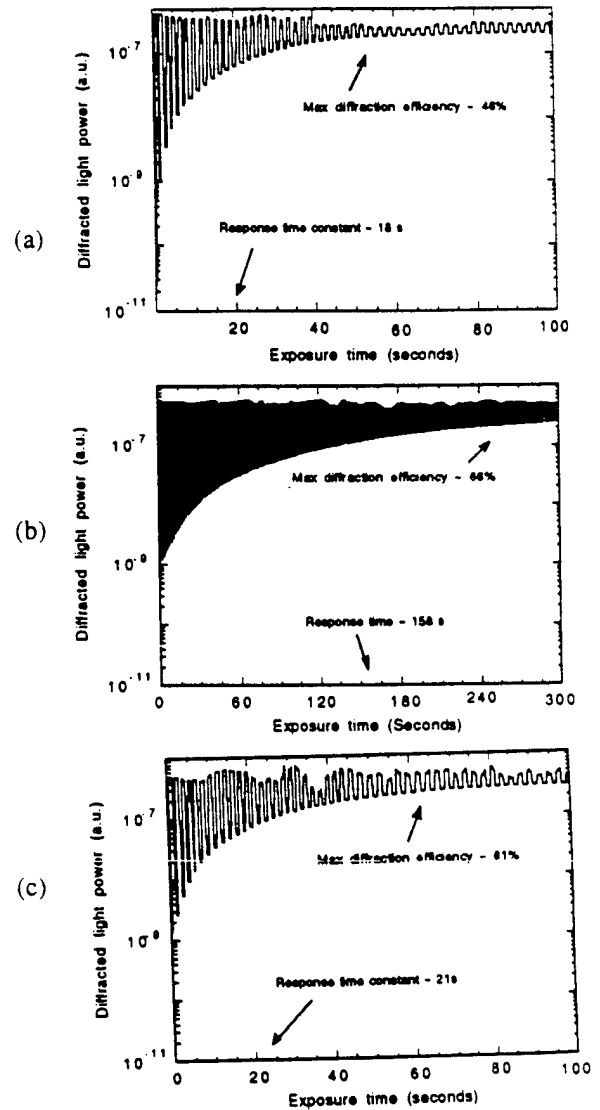 (a)
Diffracted light power (a.u.)
10-7
10-9
10-11
Max diffraction efficiency - 46%
Response time constant - 18 s
20 40 60 80 100
Exposure time (seconds)
(b)
Diffracted light power (a.u.)
10-7
10-9
10-11
Max diffraction efficiency - 66%
Response time - 158 s
0 60 120 180 240 300
Exposure time (Seconds)
(c)
Diffracted light power (a.u.)
10-7
10-9
10-11
Max diffraction efficiency - 61%
Response time constant - 21s
0 20 40 60 80 100
Exposure time (seconds)